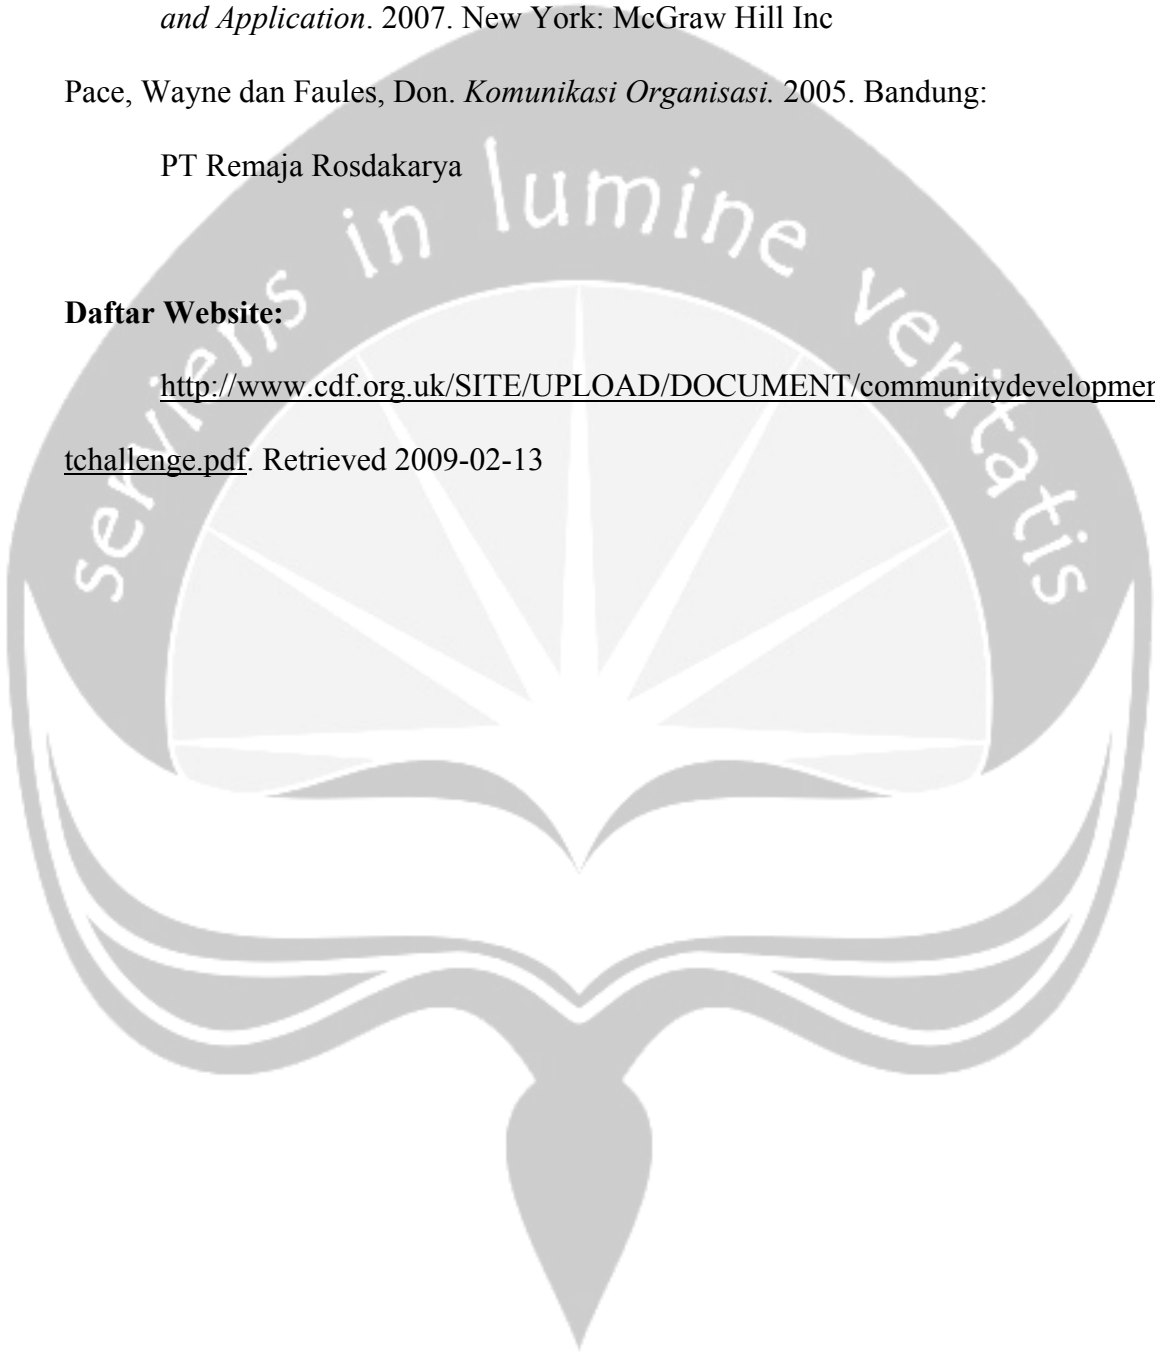 and Application. 2007. New York: McGraw Hill Inc
Pace, Wayne dan Faules, Don. Komunikasi Organisasi. 2005. Bandung:
PT Remaja Rosdakarya
serviens in lumine veritatis
Daftar Website:
http://www.cdf.org.uk/SITE/UPLOAD/DOCUMENT/communitydevelopmen
tchallenge.pdf. Retrieved 2009-02-13